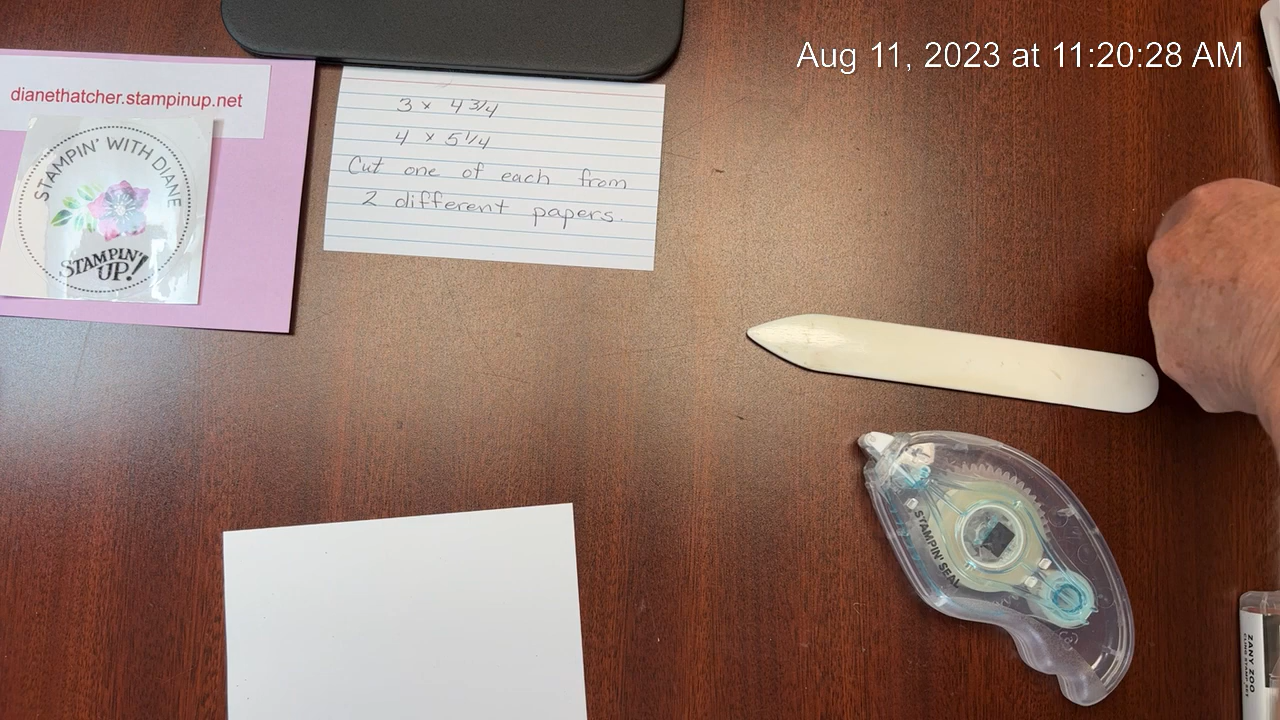 Aug 11, 2023 at 11:20:28 AM
dianethatcher.stampinup.net
STAMPIN' WITH DIANE
STAMPIN'
UP!
3 x 4 3/4
4 x 5 1/4
Cut one of each from
2 different papers.
STAMPIN' SEAL
ZANY ZOO